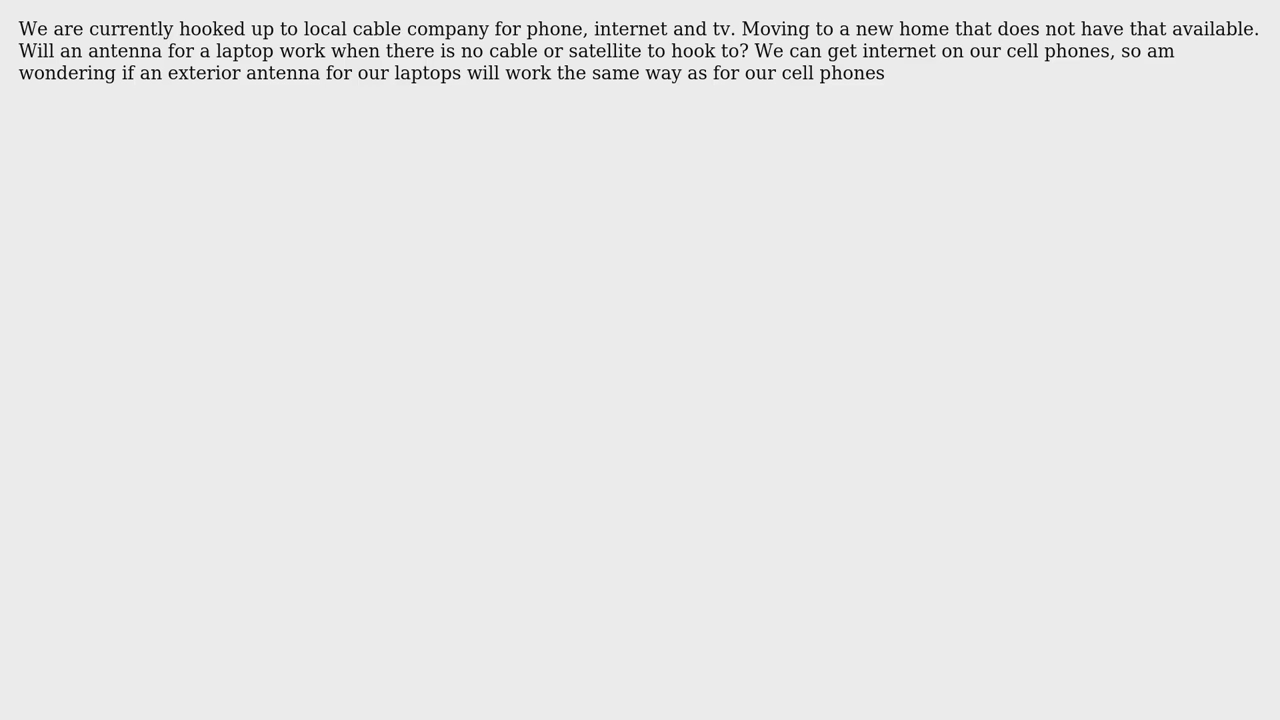 We are currently hooked up to local cable company for phone, internet and tv. Moving to a new home that does not have that available.
Will an antenna for a laptop work when there is no cable or satellite to hook to? We can get internet on our cell phones, so am
wondering if an exterior antenna for our laptops will work the same way as for our cell phones